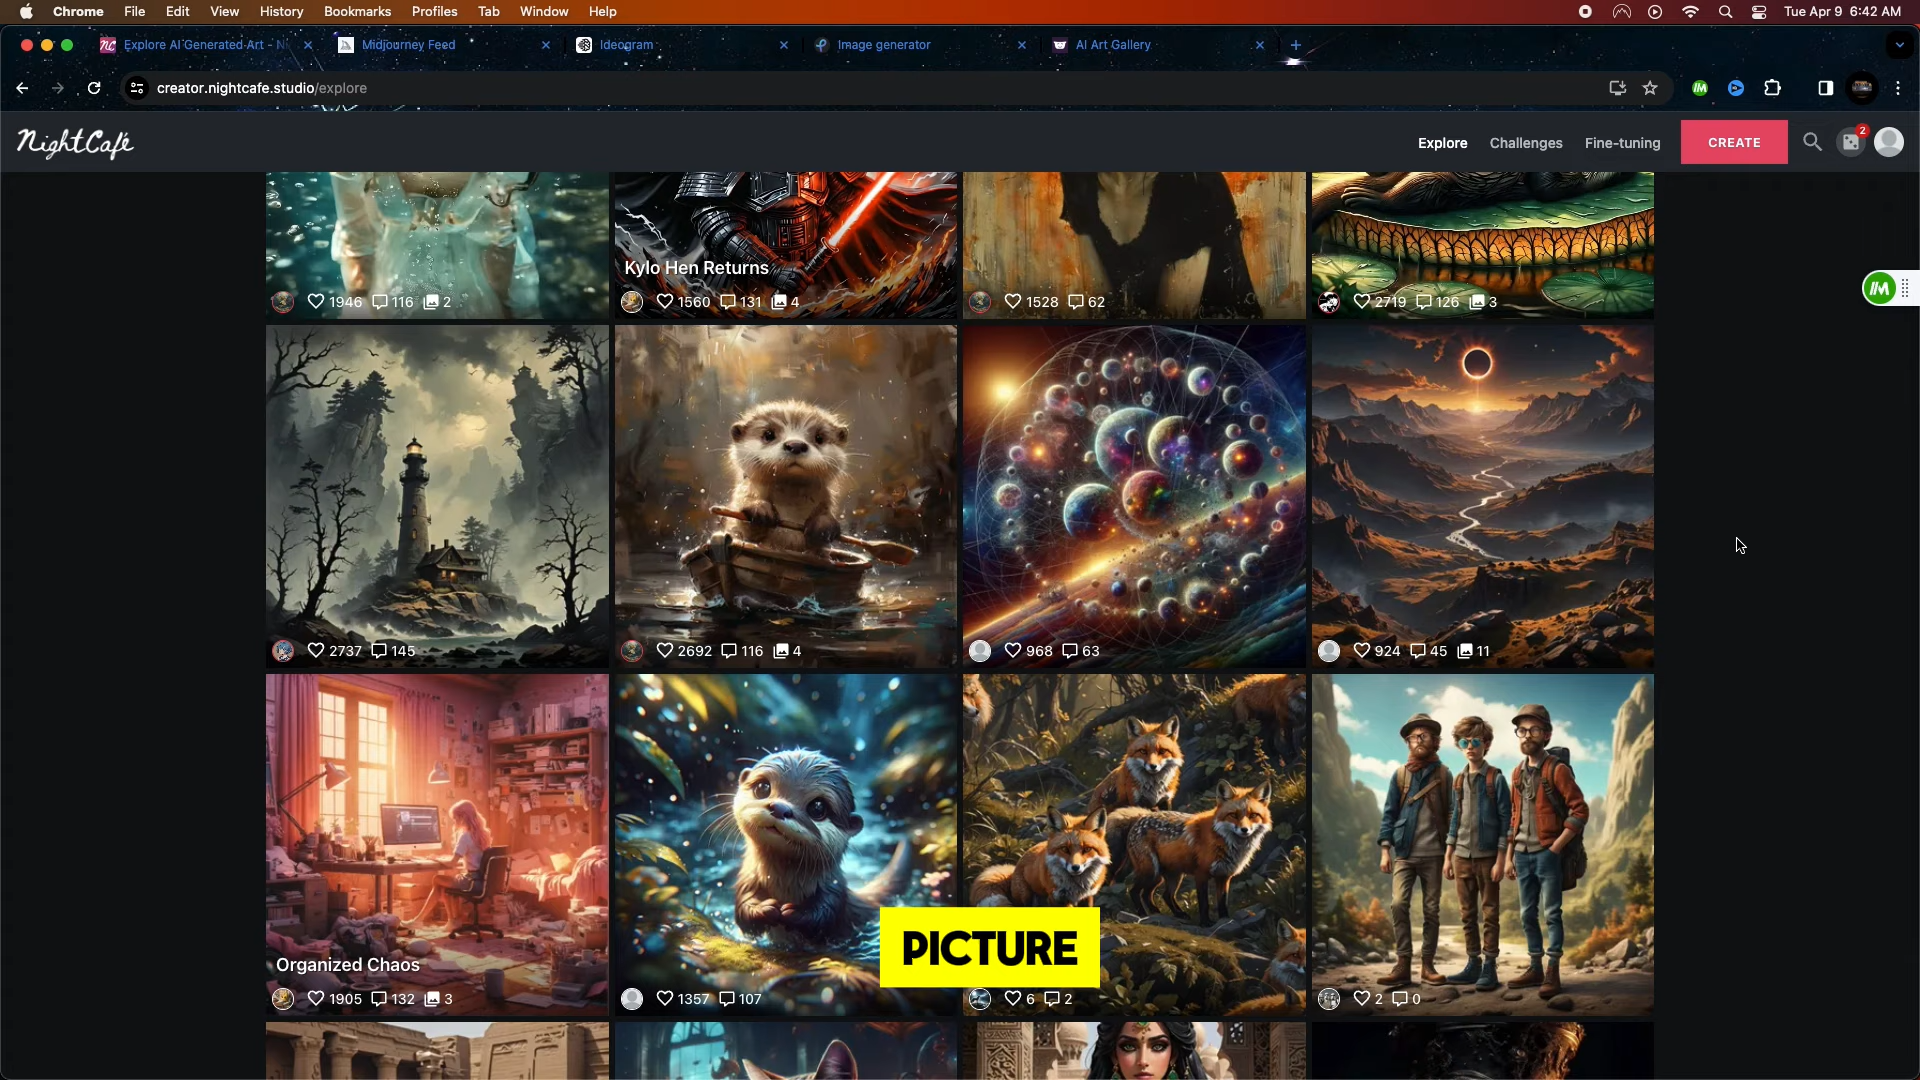 Chrome File Edit View History Bookmarks Profiles Tab Window Help Tue Apr 9 6:42 AM
Explore AI Generated Art - N Midjourney Feed Ideogram Image generator AI Art Gallery
creator.nightcafe.studio/explore
NightCafé Explore Challenges Fine-tuning CREATE 2
Kylo Hen Returns
1946 116 2 1560 131 4 1528 62 2719 126 3
2737 145 2692 116 4 968 63 924 45 11
Organized Chaos
PICTURE
1905 132 3 1357 107 6 2 2 0